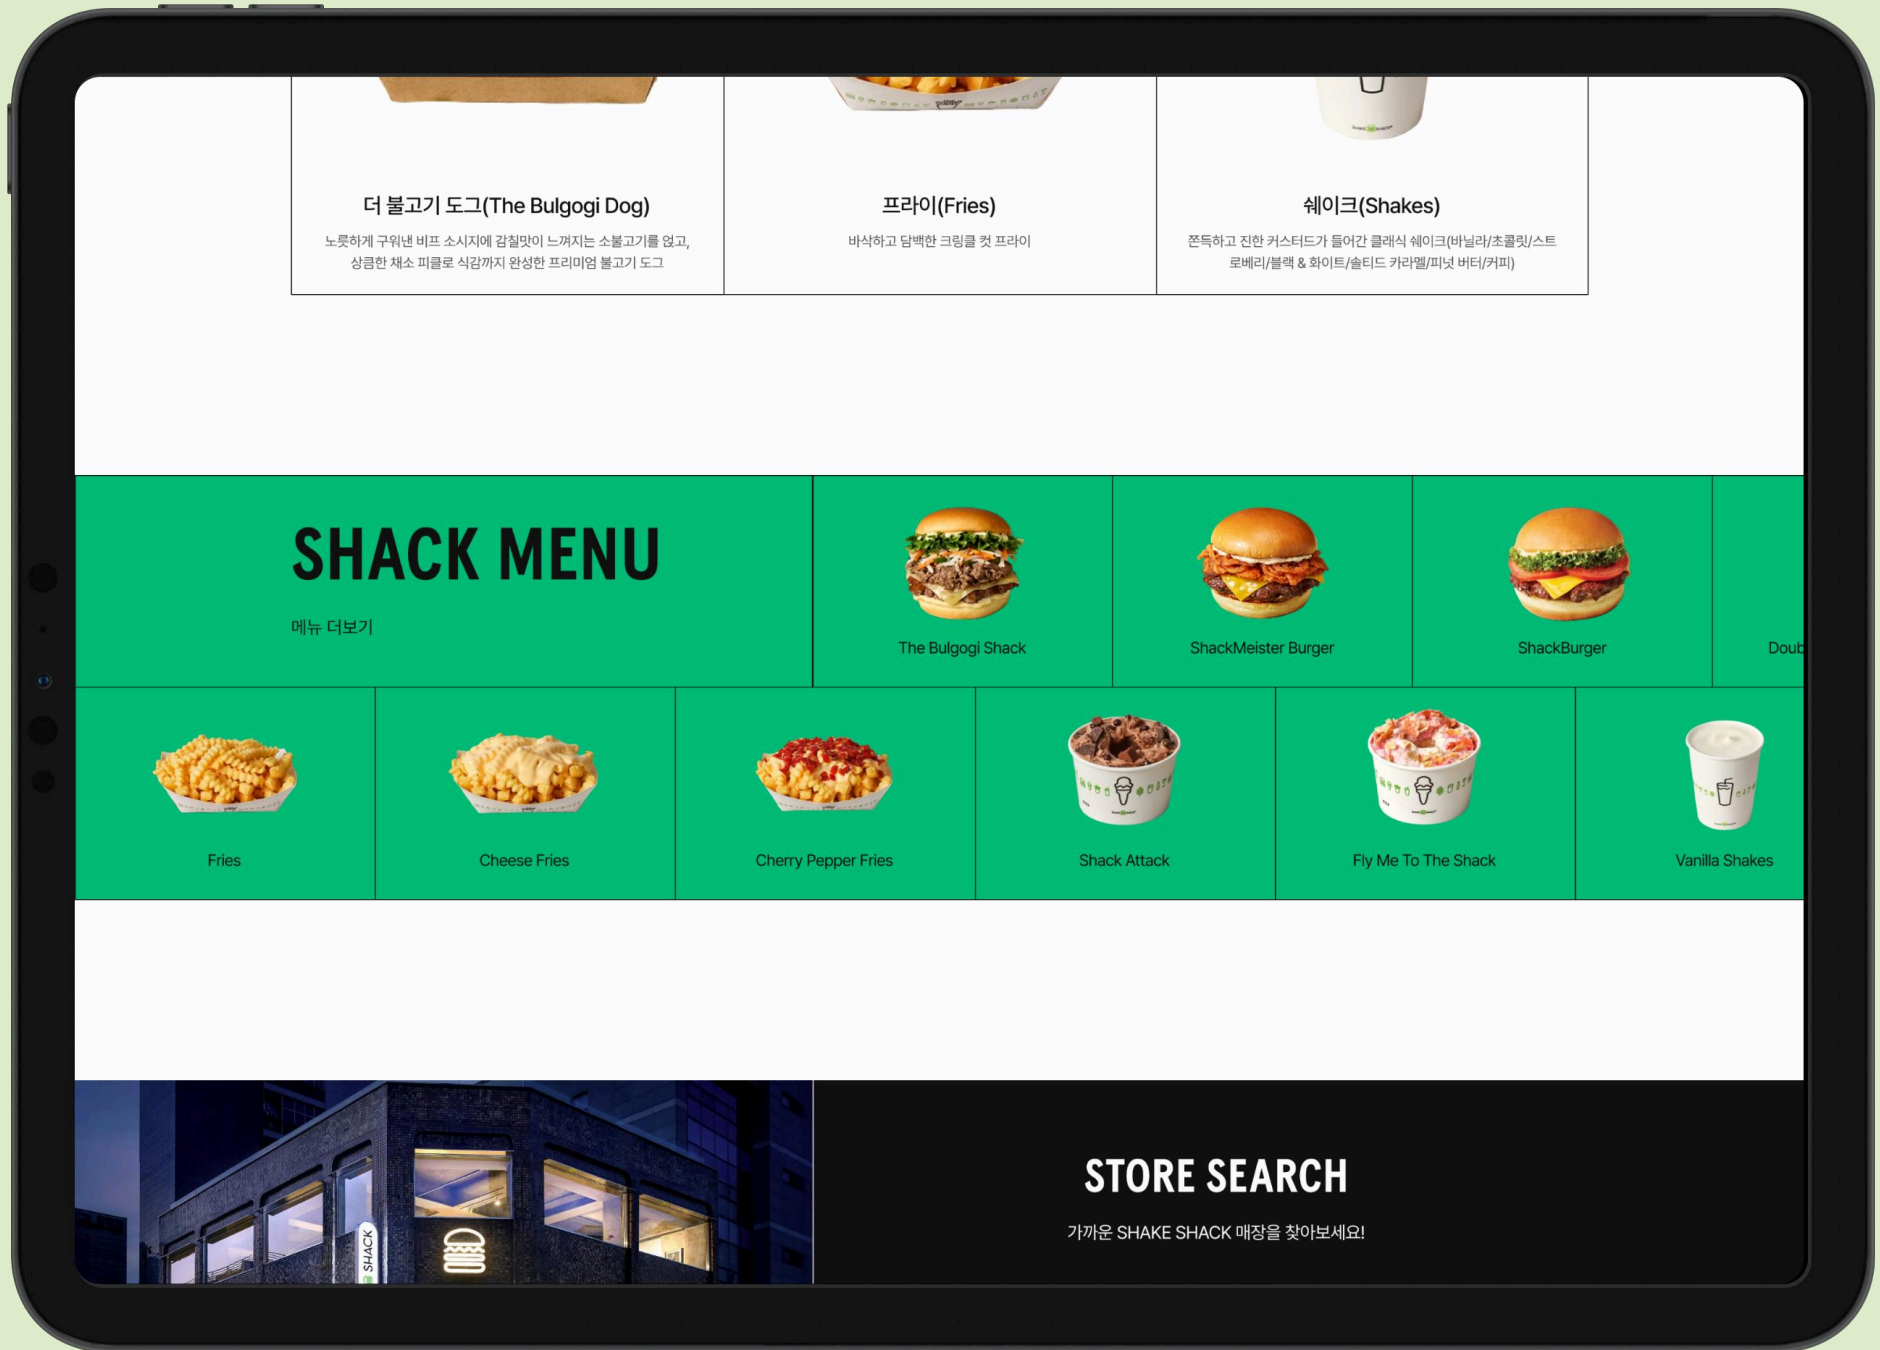 더 불고기 도그(The Bulgogi Dog)
노릇하게 구워낸 비프 소시지에 감칠맛이 느껴지는 소불고기를 얹고,
상큼한 채소 피클로 식감까지 완성한 프리미엄 불고기 도그
프라이(Fries)
바삭하고 담백한 크링클 컷 프라이
쉐이크(Shakes)
쫀득하고 진한 커스터드가 들어간 클래식 쉐이크(바닐라/초콜릿/스트
로베리/블랙 & 화이트/솔티드 카라멜/피넛 버터/커피)
SHACK MENU
메뉴 더보기
The Bulgogi Shack
ShackMeister Burger
ShackBurger
Doub
Fries
Cheese Fries
Cherry Pepper Fries
Shack Attack
Fly Me To The Shack
Vanilla Shakes
SHACK
STORE SEARCH
가까운 SHAKE SHACK 매장을 찾아보세요!